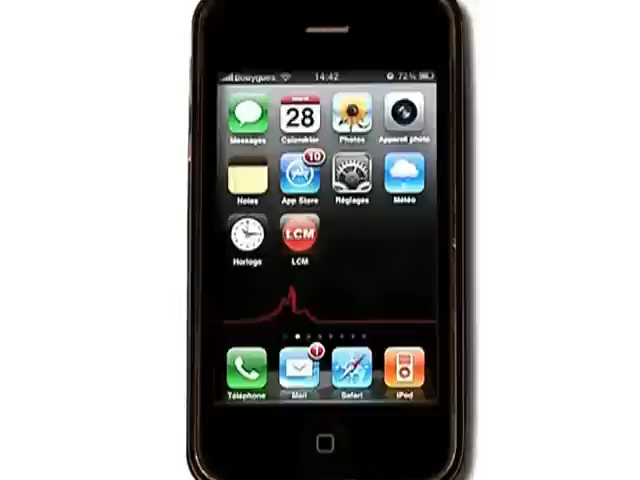 Bouygues 14:42 72 %
28
Messages Calendrier Photos Appareil photo
10
Notes App Store Réglages Météo
LCM
Horloge LCM
1
Téléphone Mail Safari iPod